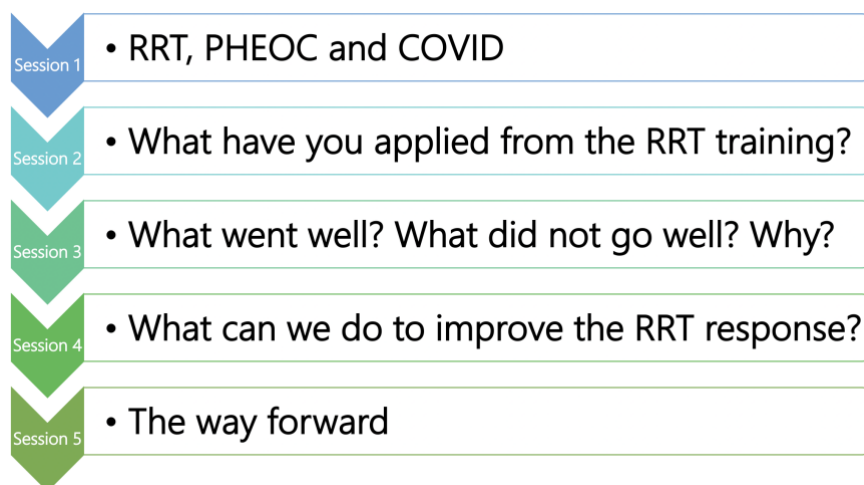 Session 1
• RRT, PHEOC and COVID
Session 2
• What have you applied from the RRT training?
Session 3
• What went well? What did not go well? Why?
Session 4
• What can we do to improve the RRT response?
Session 5
• The way forward